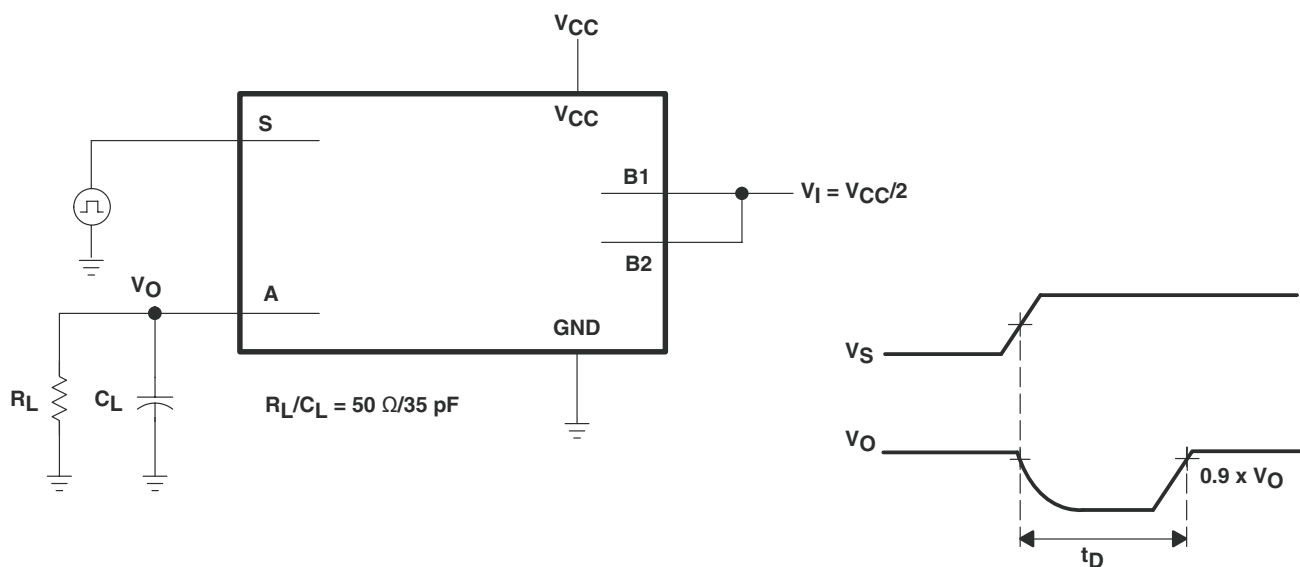 VCC
S
VCC
B1
VI = VCC/2
B2
VO
A
GND
RL
CL
RL/CL = 50 Ω/35 pF
VS
VO
0.9 x VO
tD